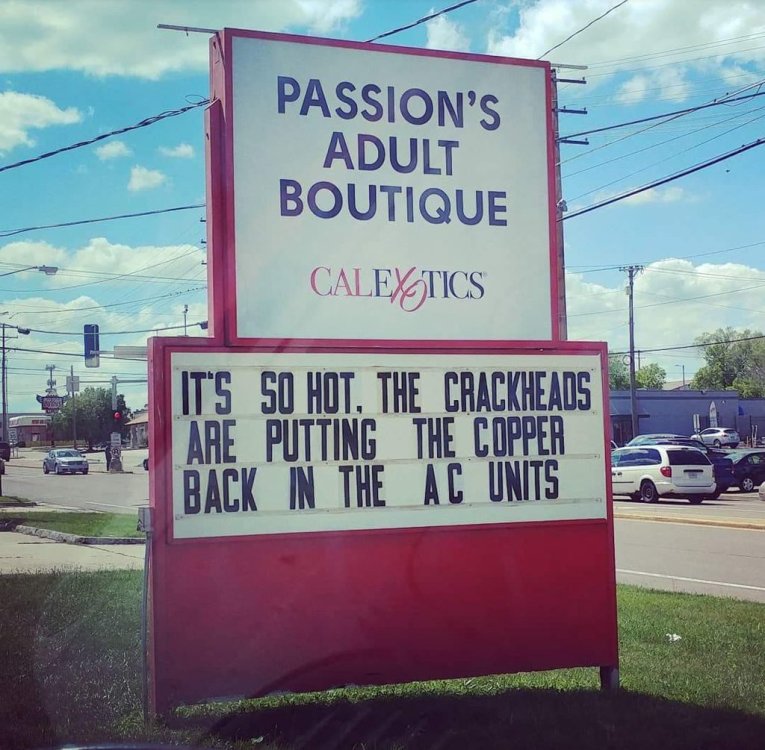 PASSION'S
ADULT
BOUTIQUE
CALEXOTICS
IT'S SO HOT, THE CRACKHEADS
ARE PUTTING THE COPPER
BACK IN THE AC UNITS